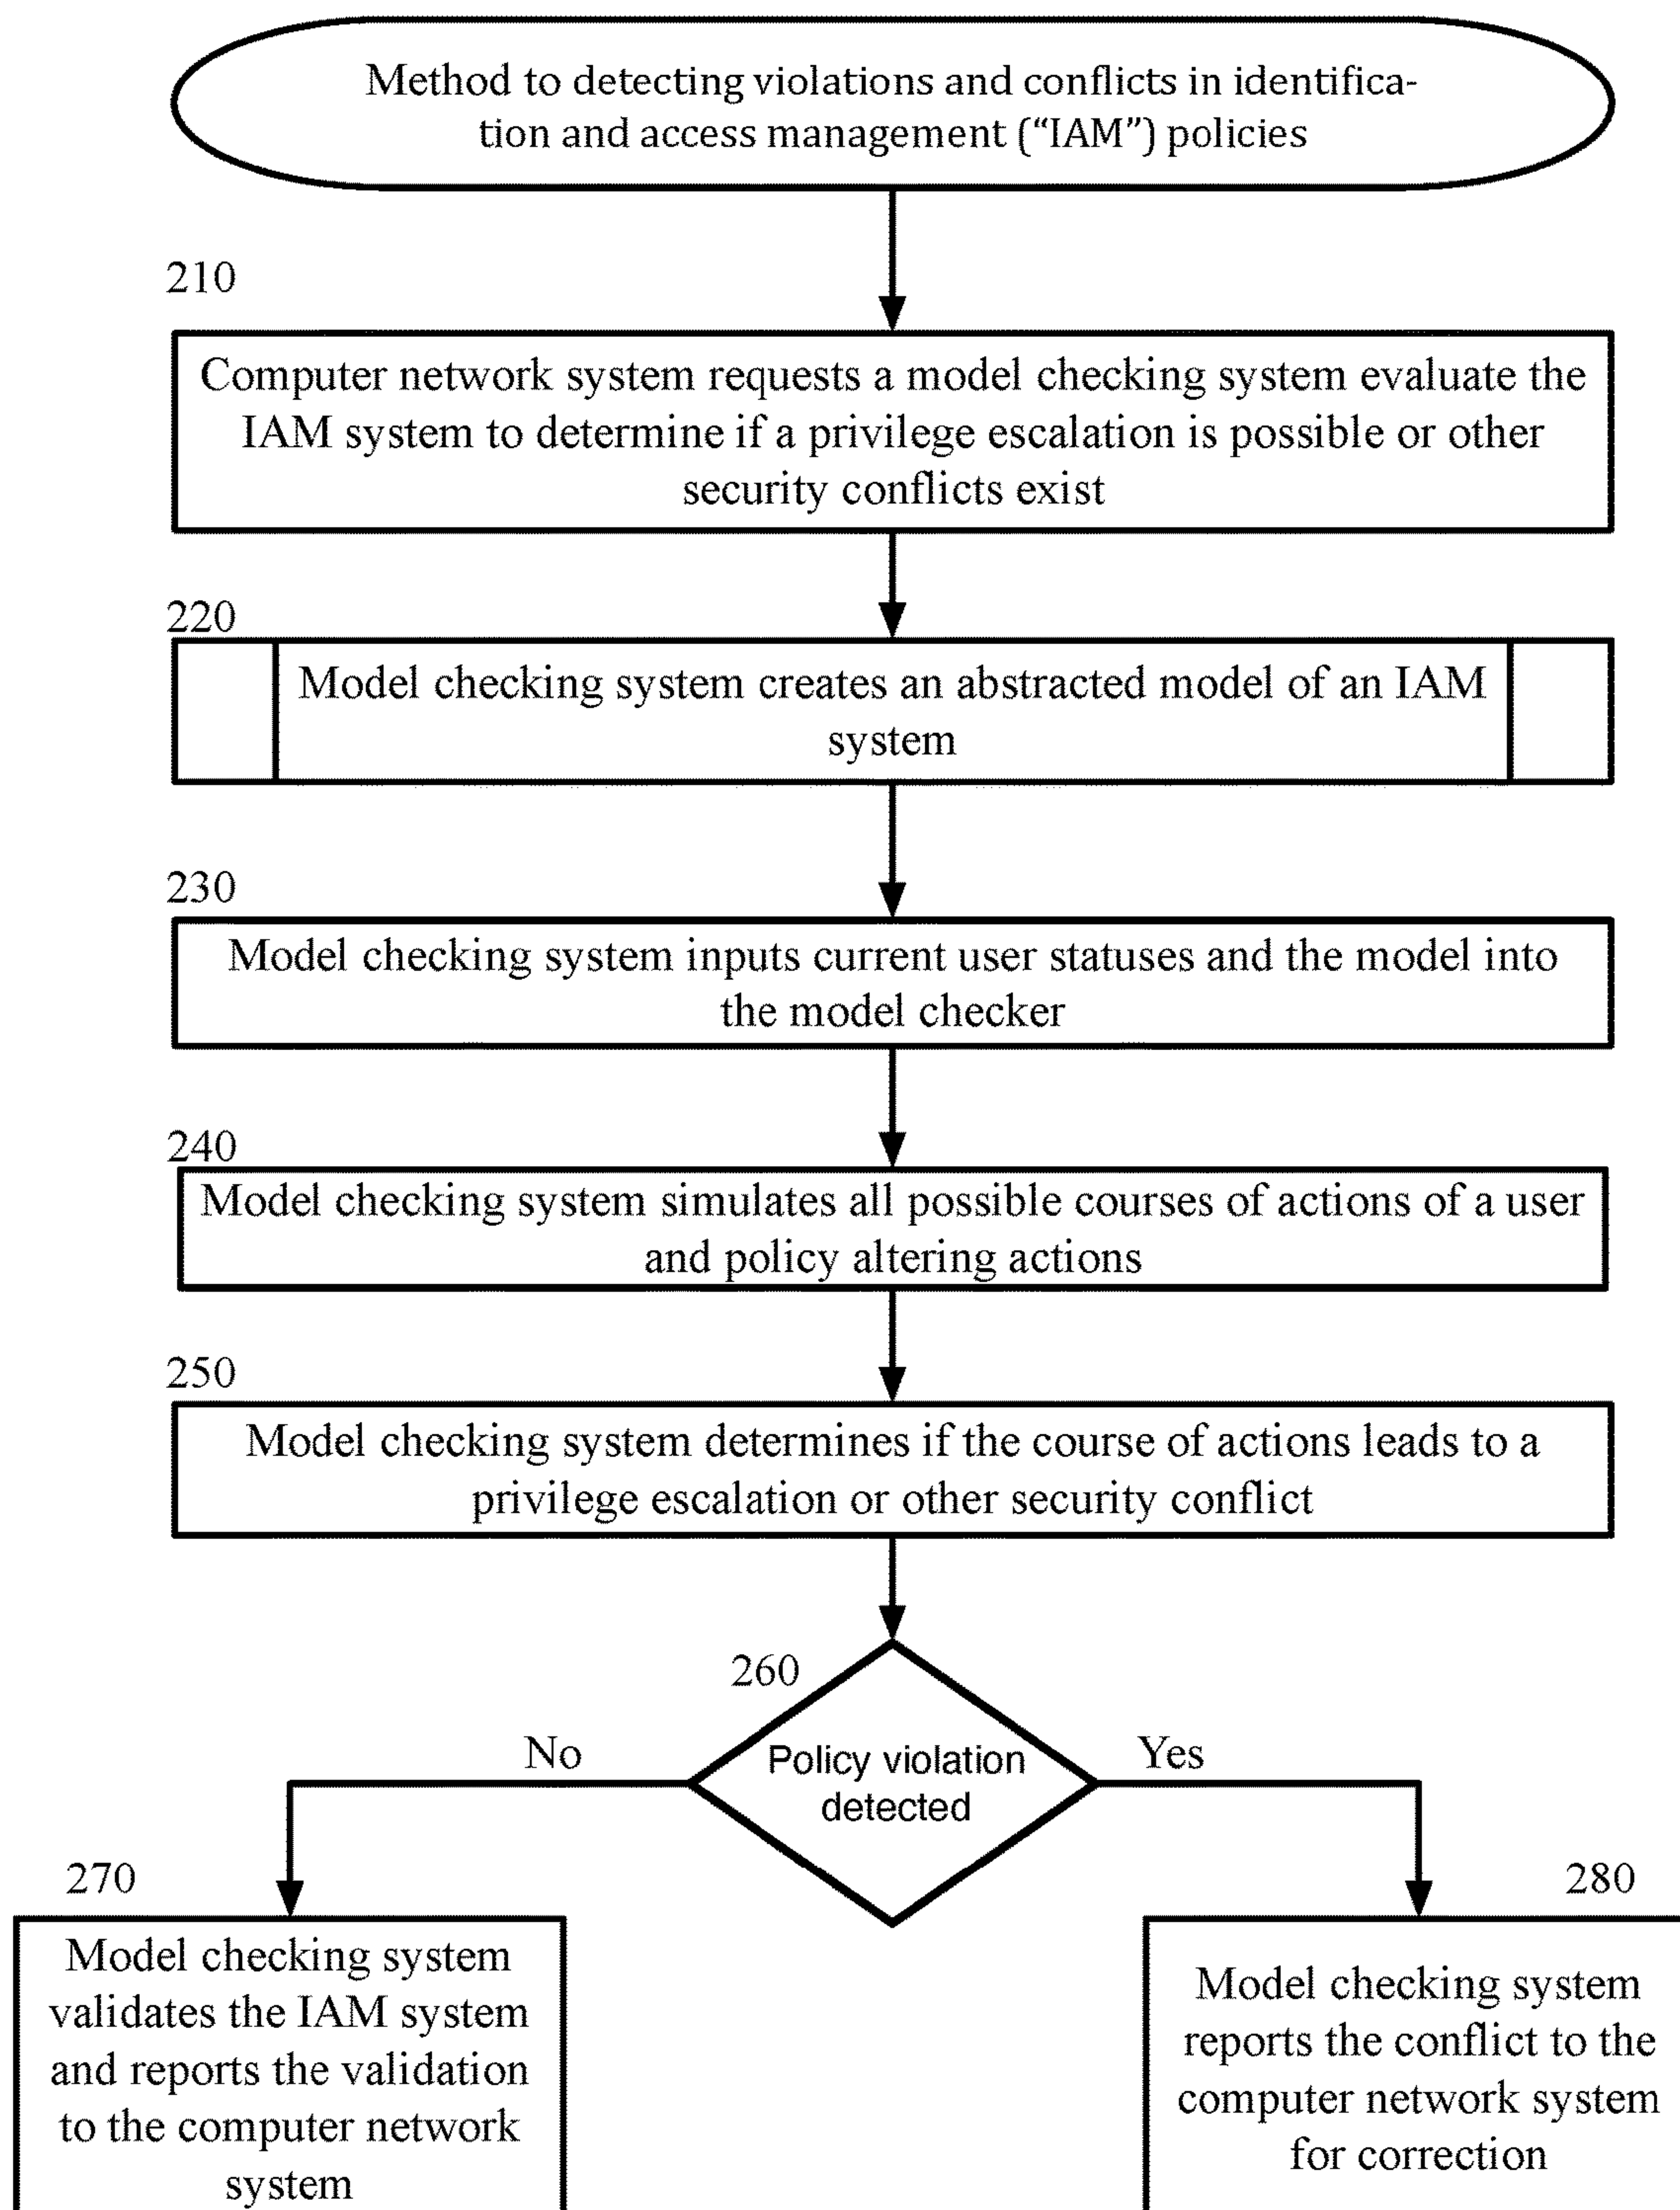 Method to detecting violations and conflicts in identifica-
tion and access management (“IAM”) policies
210
Computer network system requests a model checking system evaluate the
IAM system to determine if a privilege escalation is possible or other
security conflicts exist
220
Model checking system creates an abstracted model of an IAM
system
230
Model checking system inputs current user statuses and the model into
the model checker
240
Model checking system simulates all possible courses of actions of a user
and policy altering actions
250
Model checking system determines if the course of actions leads to a
privilege escalation or other security conflict
260
Policy violation
detected
No
Yes
270
Model checking system
validates the IAM system
and reports the validation
to the computer network
system
280
Model checking system
reports the conflict to the
computer network system
for correction